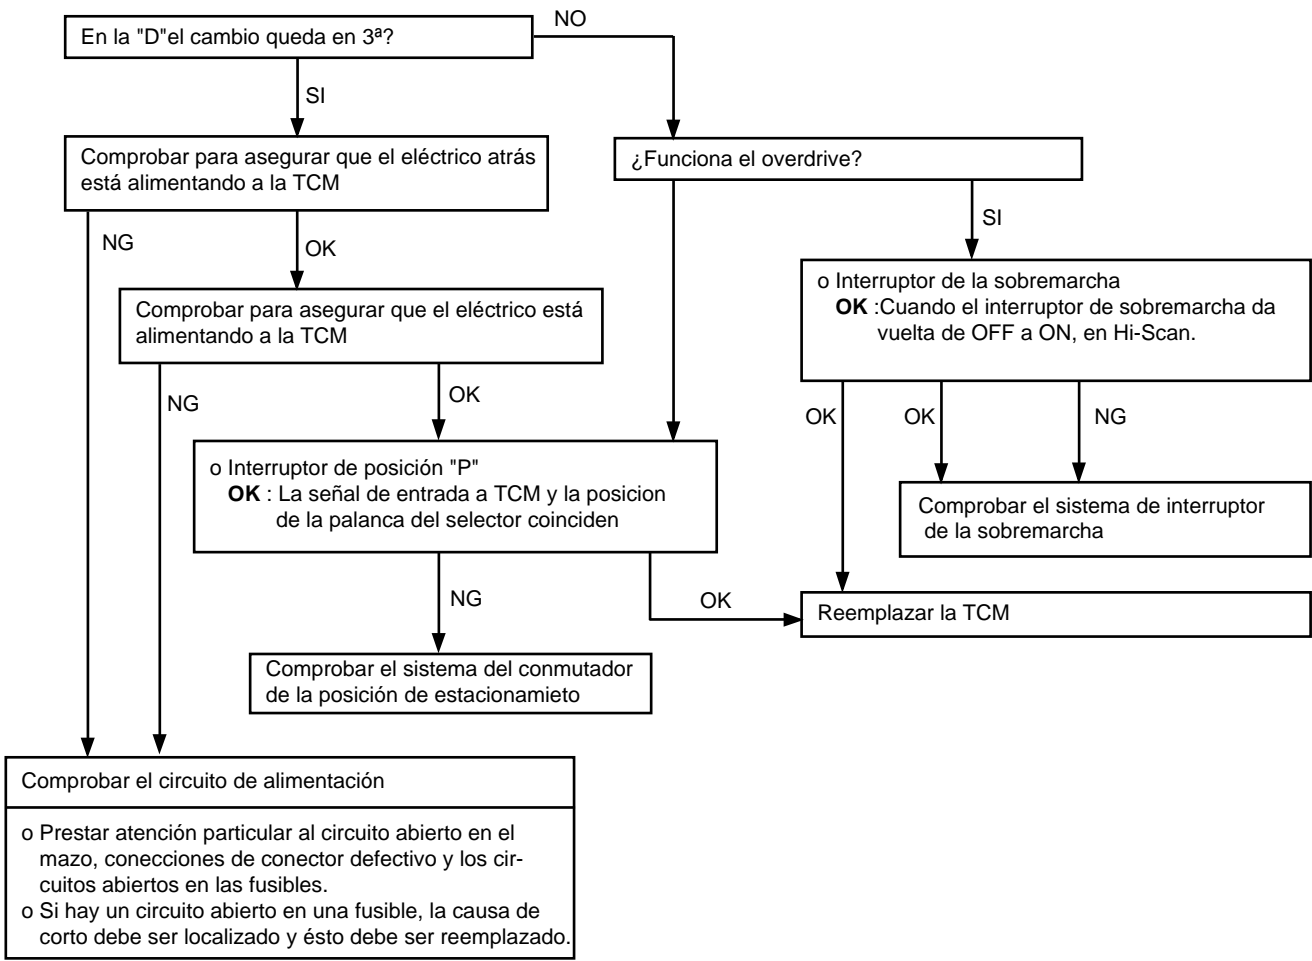 En la "D"el cambio queda en 3ª?
NO
SI
Comprobar para asegurar que el eléctrico atrás
está alimentando a la TCM
¿Funciona el overdrive?
NG
OK
SI
Comprobar para asegurar que el eléctrico está
alimentando a la TCM
o Interruptor de la sobremarcha
OK :Cuando el interruptor de sobremarcha da
vuelta de OFF a ON, en Hi-Scan.
NG
OK
OK
OK
NG
o Interruptor de posición "P"
OK : La señal de entrada a TCM y la posicion
de la palanca del selector coinciden
Comprobar el sistema de interruptor
de la sobremarcha
NG
OK
Reemplazar la TCM
Comprobar el sistema del conmutador
de la posición de estacionamieto
Comprobar el circuito de alimentación
o Prestar atención particular al circuito abierto en el
mazo, conecciones de conector defectivo y los cir-
cuitos abiertos en las fusibles.
o Si hay un circuito abierto en una fusible, la causa de
corto debe ser localizado y ésto debe ser reemplazado.